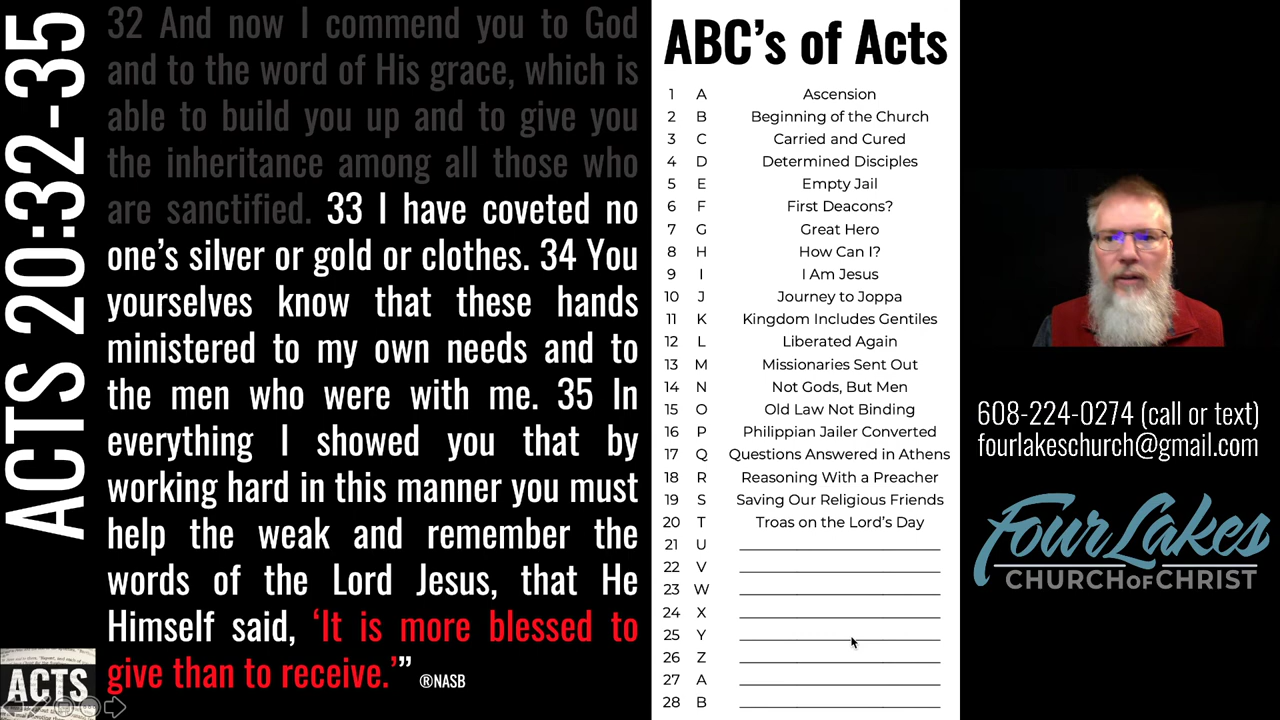 ACTS 20:32-35
32 And now I commend you to God
and to the word of His grace, which is
able to build you up and to give you
the inheritance among all those who
are sanctified. 33 I have coveted no
one’s silver or gold or clothes. 34 You
yourselves know that these hands
ministered to my own needs and to
the men who were with me. 35 In
everything I showed you that by
working hard in this manner you must
help the weak and remember the
words of the Lord Jesus, that He
Himself said, ‘It is more blessed to
give than to receive.’” ®NASB
ACTS
ABC’s of Acts
1 A Ascension
2 B Beginning of the Church
3 C Carried and Cured
4 D Determined Disciples
5 E Empty Jail
6 F First Deacons?
7 G Great Hero
8 H How Can I?
9 I I Am Jesus
10 J Journey to Joppa
11 K Kingdom Includes Gentiles
12 L Liberated Again
13 M Missionaries Sent Out
14 N Not Gods, But Men
15 O Old Law Not Binding
16 P Philippian Jailer Converted
17 Q Questions Answered in Athens
18 R Reasoning With a Preacher
19 S Saving Our Religious Friends
20 T Troas on the Lord’s Day
21 U
22 V
23 W
24 X
25 Y
26 Z
27 A
28 B
608-224-0274 (call or text)
fourlakeschurch@gmail.com
Four Lakes
CHURCH OF CHRIST